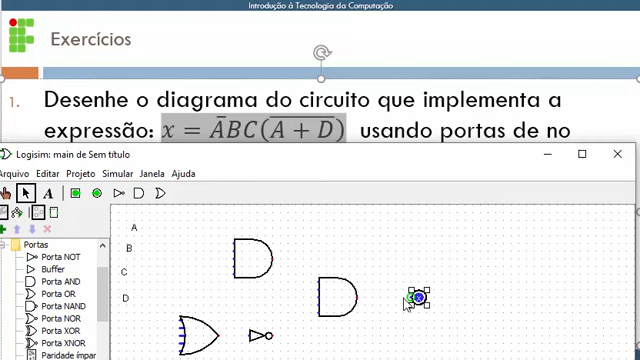 Introdução à Tecnologia da Computação
Exercícios
1. Desenhe o diagrama do circuito que implementa a
expressão: x = A̅BC(A̅ ̅+̅ ̅D̅) usando portas de no
Logisim: main de Sem título
Arquivo Editar Projeto Simular Janela Ajuda
A
Portas
A
B
Porta NOT
Buffer
C
Porta AND
Porta OR
D
Porta NAND
Porta NOR
Porta XOR
Porta XNOR
Paridade ímpar